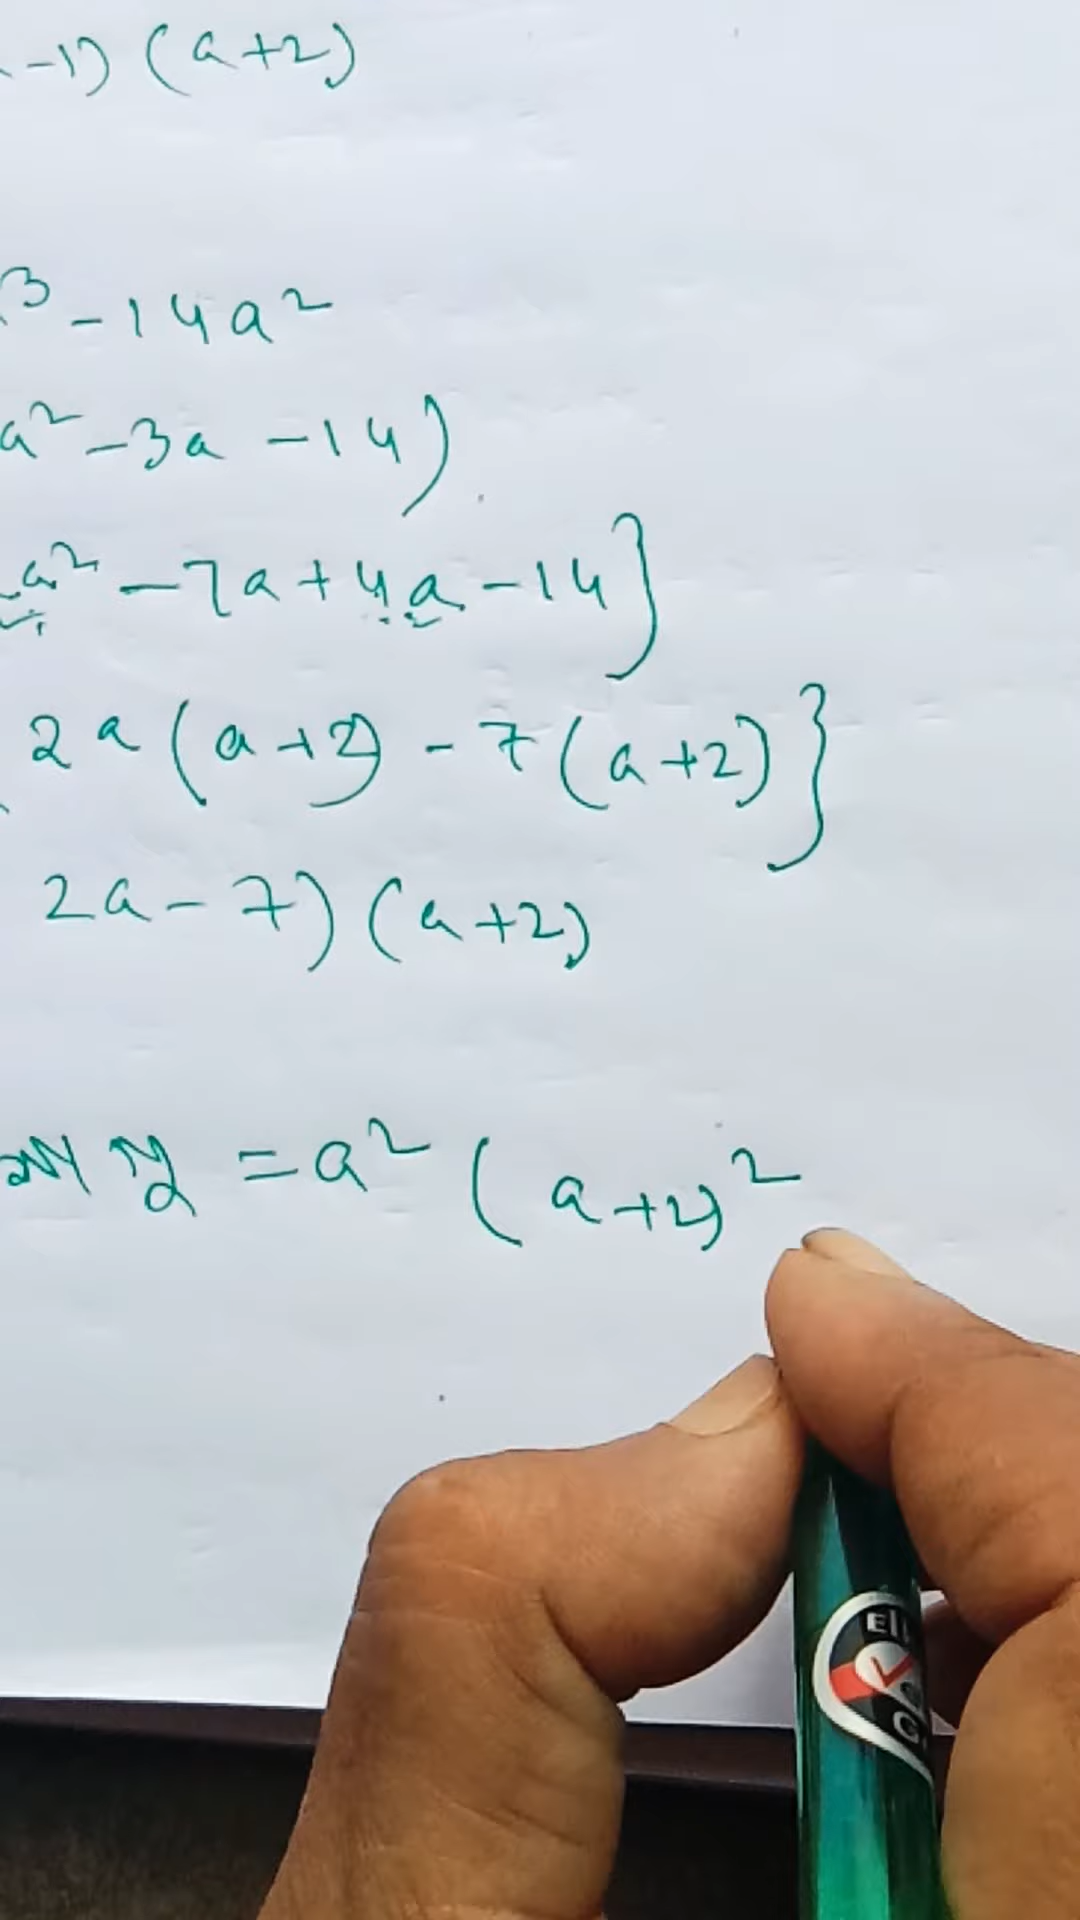 -1) (a+2)
3 - 14a²
a² - 3a - 14)
a² - 7a + 4a - 14}
2a (a+2) - 7 (a+2)}
2a - 7) (a+2)
= a² (a+2)²